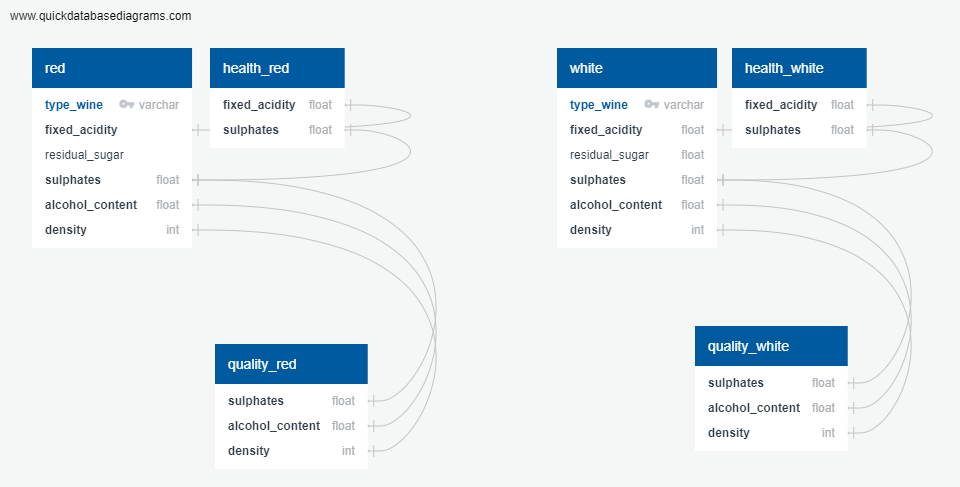 www.quickdatabasediagrams.com
red
type_wine varchar
fixed_acidity
residual_sugar
sulphates float
alcohol_content float
density int
health_red
fixed_acidity float
sulphates float
quality_red
sulphates float
alcohol_content float
density int
white
type_wine varchar
fixed_acidity float
residual_sugar float
sulphates float
alcohol_content float
density int
health_white
fixed_acidity float
sulphates float
quality_white
sulphates float
alcohol_content float
density int